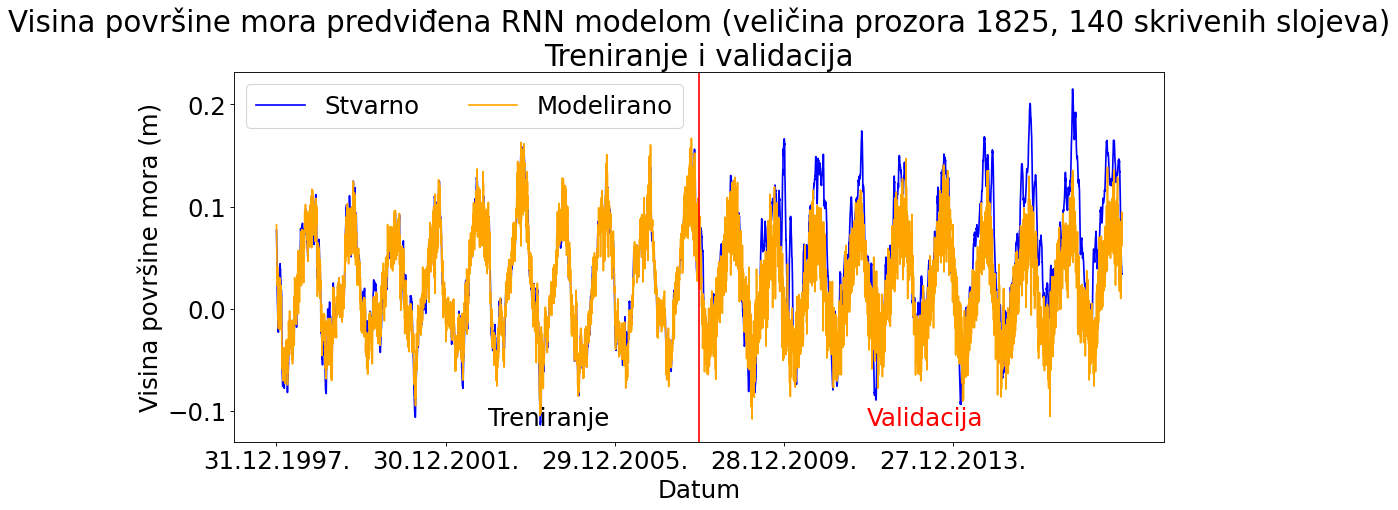 Visina površine mora predviđena RNN modelom (veličina prozora 1825, 140 skrivenih slojeva)
Treniranje i validacija
Stvarno Modelirano
Visina površine mora (m)
0.2
0.1
0.0
−0.1
Treniranje Validacija
31.12.1997. 30.12.2001. 29.12.2005. 28.12.2009. 27.12.2013.
Datum